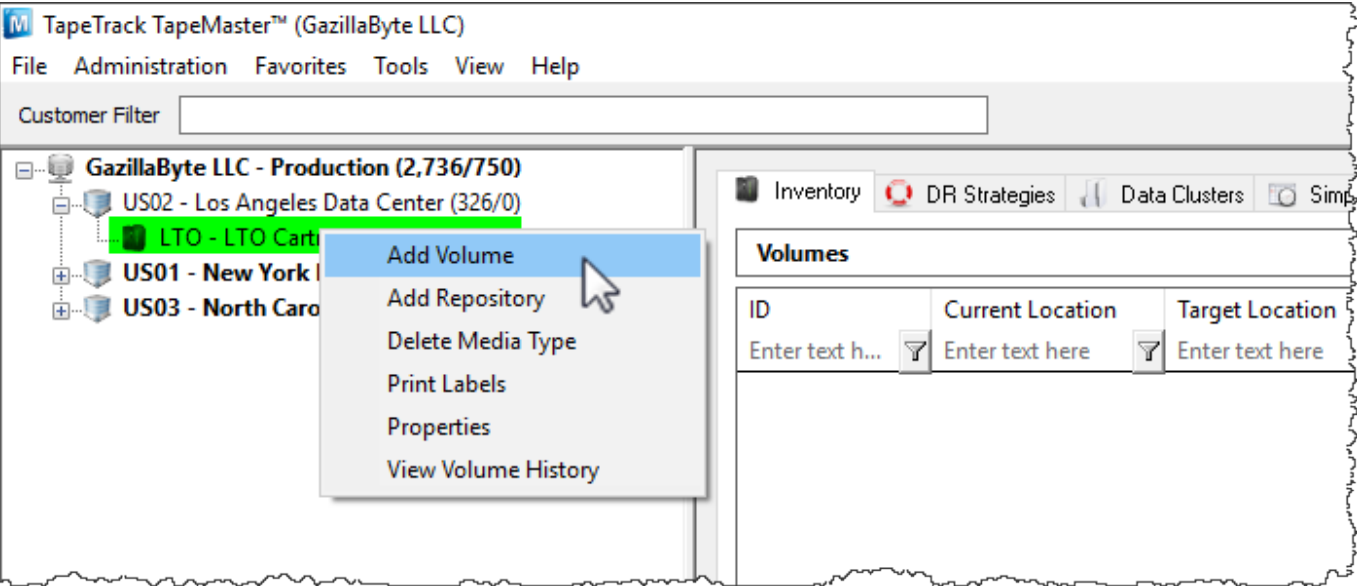 TapeTrack TapeMaster™ (GazillaByte LLC)
File Administration Favorites Tools View Help
Customer Filter
GazillaByte LLC - Production (2,736/750)
US02 - Los Angeles Data Center (326/0)
LTO - LTO
US01 - New York
US03 - North
Add Volume
Add Repository
Delete Media Type
Print Labels
Properties
View Volume History
Inventory DR Strategies Data Clusters
Volumes
ID Current Location Target Location
Enter text h... Enter text here Enter text here